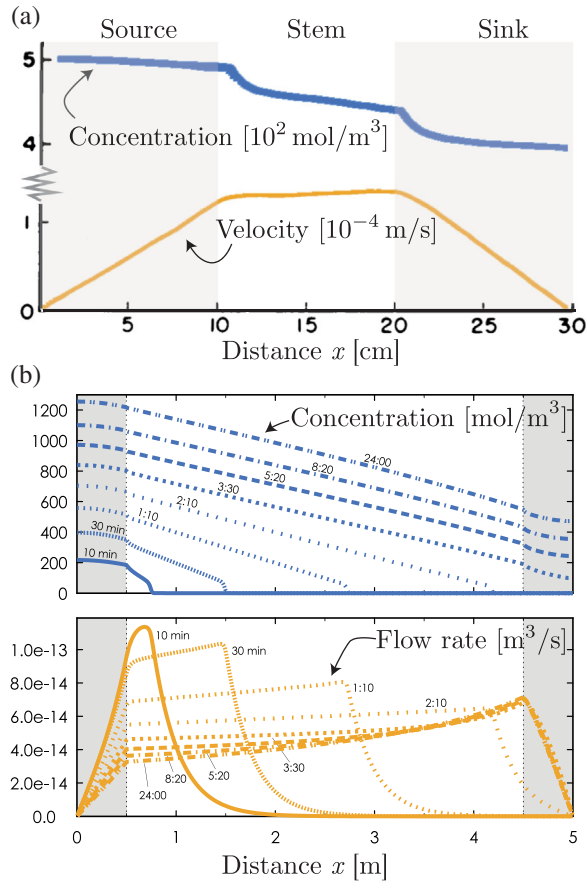 (a)
Source Stem Sink
5
Concentration [10² mol/m³]
4
1
Velocity [10⁻⁴ m/s]
0
5 10 15 20 25 30
Distance x [cm]
(b)
1200
Concentration [mol/m³]
1000
24:00
8:20
800
5:20
3:30
600
2:10
1:10
400
30 min
200
10 min
0
10 min
Flow rate [m³/s]
1.0e-13
30 min
8.0e-14
1:10
6.0e-14
2:10
4.0e-14
3:30
5:20
2.0e-14
8:20
24:00
0.0
0 1 2 3 4 5
Distance x [m]